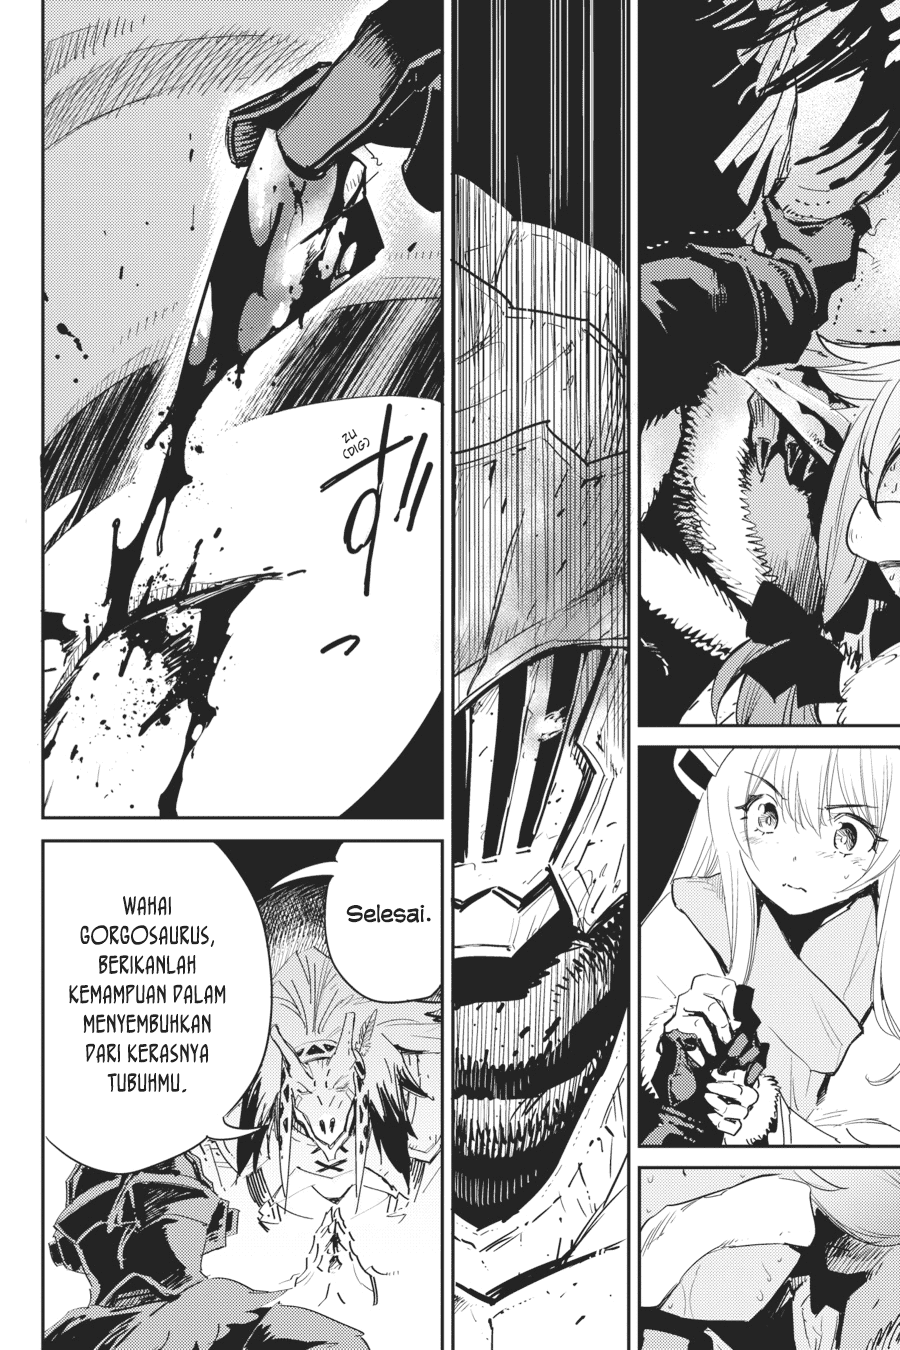 ZU
(DIG)
ずっ
Selesai.
WAHAI
GORGOSAURUS,
BERIKANLAH
KEMAMPUAN DALAM
MENYEMBUHKAN
DARI KERASNYA
TUBUHMU.